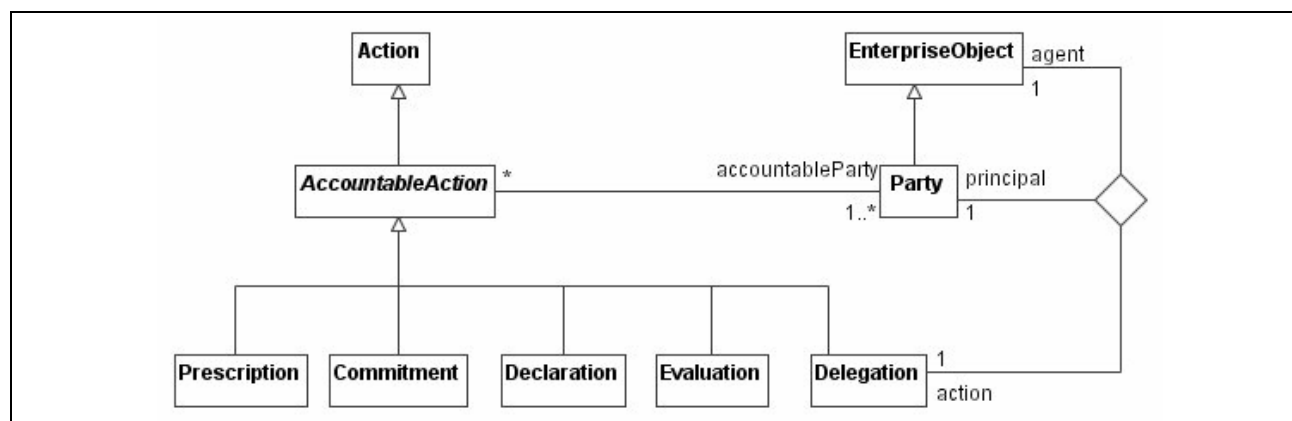 Action
EnterpriseObject
agent
1
AccountableAction
*
accountableParty
1..*
Party
principal
1
Prescription
Commitment
Declaration
Evaluation
Delegation
1
action